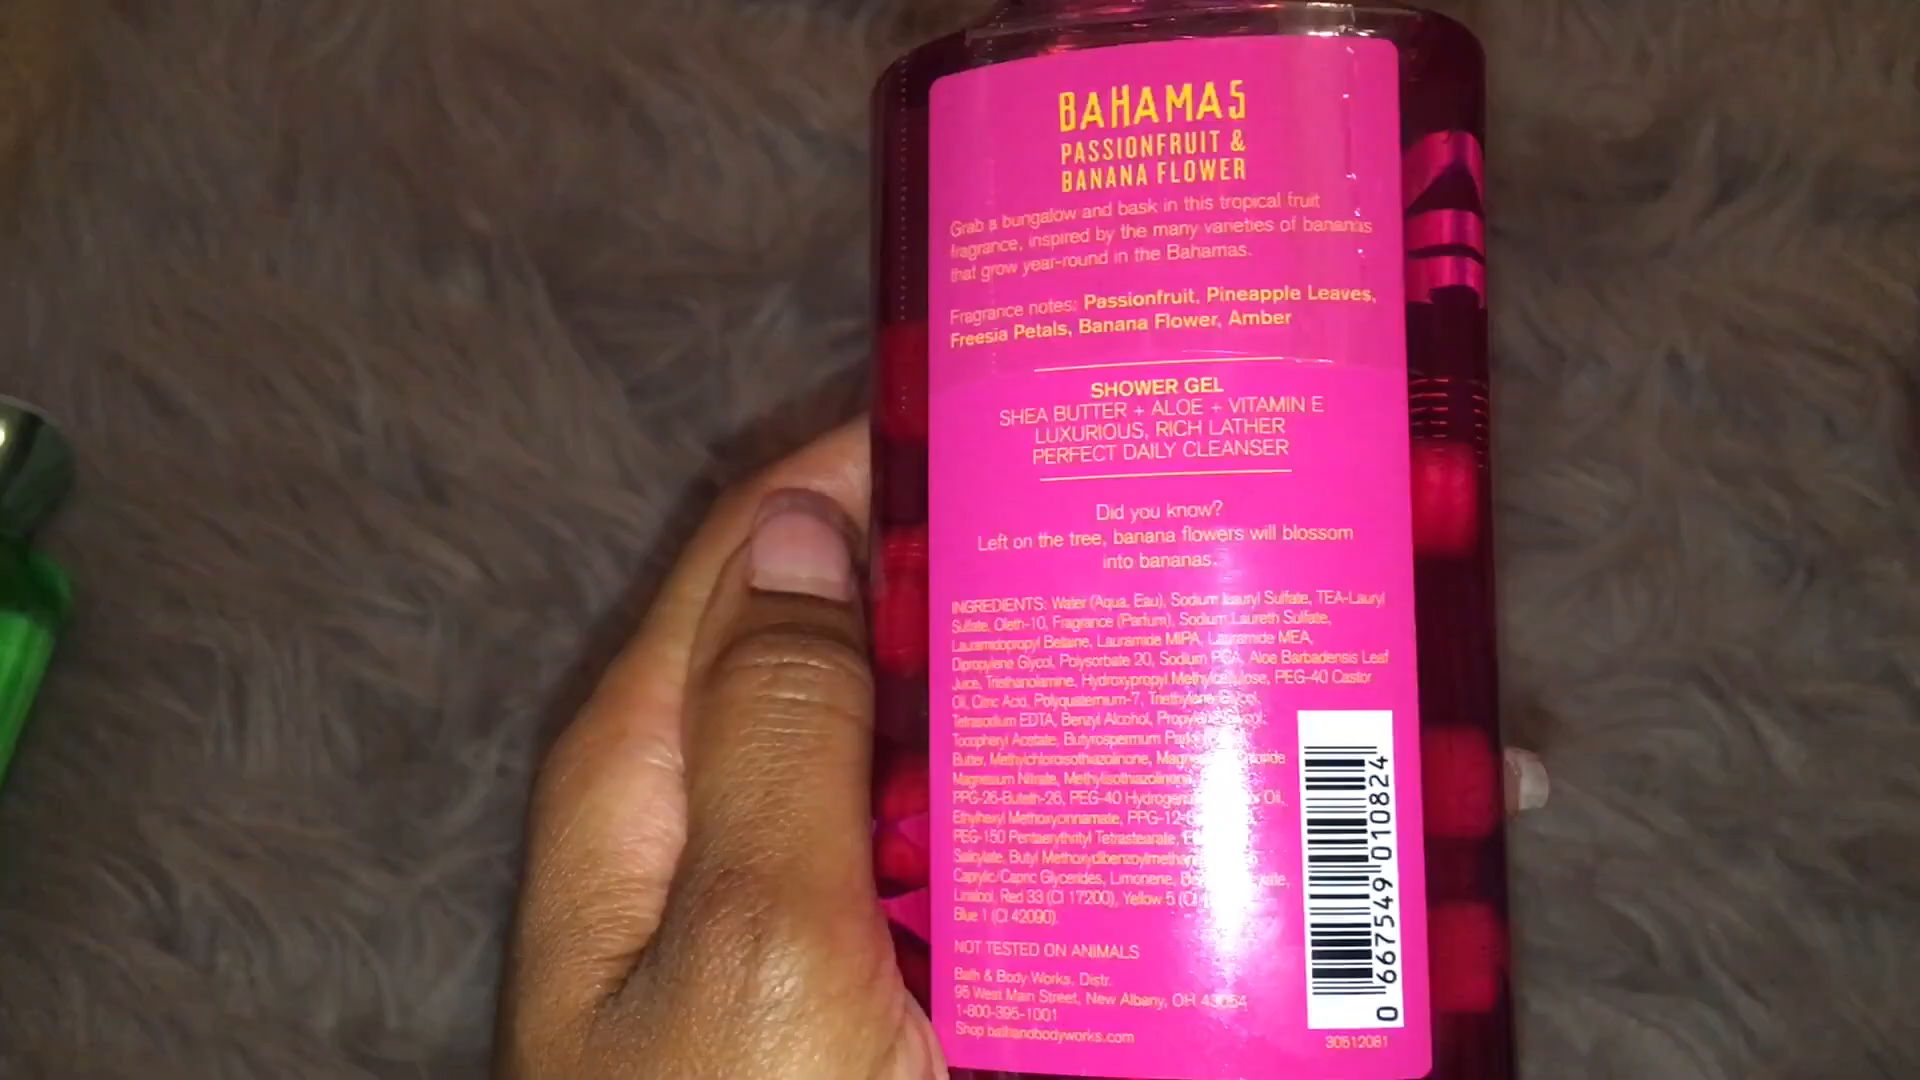 BAHAMAS
PASSIONFRUIT &
BANANA FLOWER
Grab a bungalow and bask in this tropical fruit
fragrance, inspired by the many varieties of bananas
that grow year-round in the Bahamas.
Fragrance notes: Passionfruit, Pineapple Leaves,
Freesia Petals, Banana Flower, Amber
SHOWER GEL
SHEA BUTTER + ALOE + VITAMIN E
LUXURIOUS, RICH LATHER
PERFECT DAILY CLEANSER
Did you know?
Left on the tree, banana flowers will blossom
into bananas.
INGREDIENTS: Water (Aqua, Eau), Sodium Lauryl Sulfate, TEA-Lauryl
Sulfate, Oleth-10, Fragrance (Parfum), Sodium Laureth Sulfate,
Lauramidopropyl Betaine, Lauramide MIPA, Lauramide MEA,
Dipropylene Glycol, Polysorbate 20, Sodium PCA, Aloe Barbadensis Leaf
Juice, Triethanolamine, Hydroxypropyl Methylcellulose, PEG-40 Castor
Oil, Citric Acid, Polyquaternium-7, Triethylene Glycol,
Tetrasodium EDTA, Benzyl Alcohol, Propylene Glycol,
Tocopheryl Acetate, Butyrospermum
Butter, Methylchloroisothiazolinone,
Magnesium Nitrate, Methylisothiazolinone,
PPG-26-Buteth-26, PEG-40 Oil,
Ethylhexyl Methoxycinnamate,
PEG-150 Pentaerythrityl Tetrastearate,
Salicylate,
Caprylic/Capric Glycerides, Limonene,
Linalool, Red 33 (CI 17200), Yellow 5
Blue 1 (CI 42090).
NOT TESTED ON ANIMALS
Bath & Body Works, Distr.
95 West Main Street, New Albany, OH 43054
1-800-395-1001
Shop bathandbodyworks.com
0 667549 010824
30512081